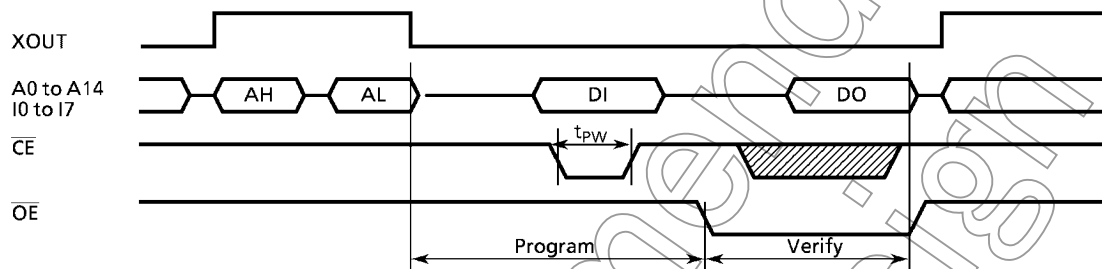 XOUT
A0 to A14
I0 to I7
AH AL DI DO
CE
tPW
OE
Program Verify